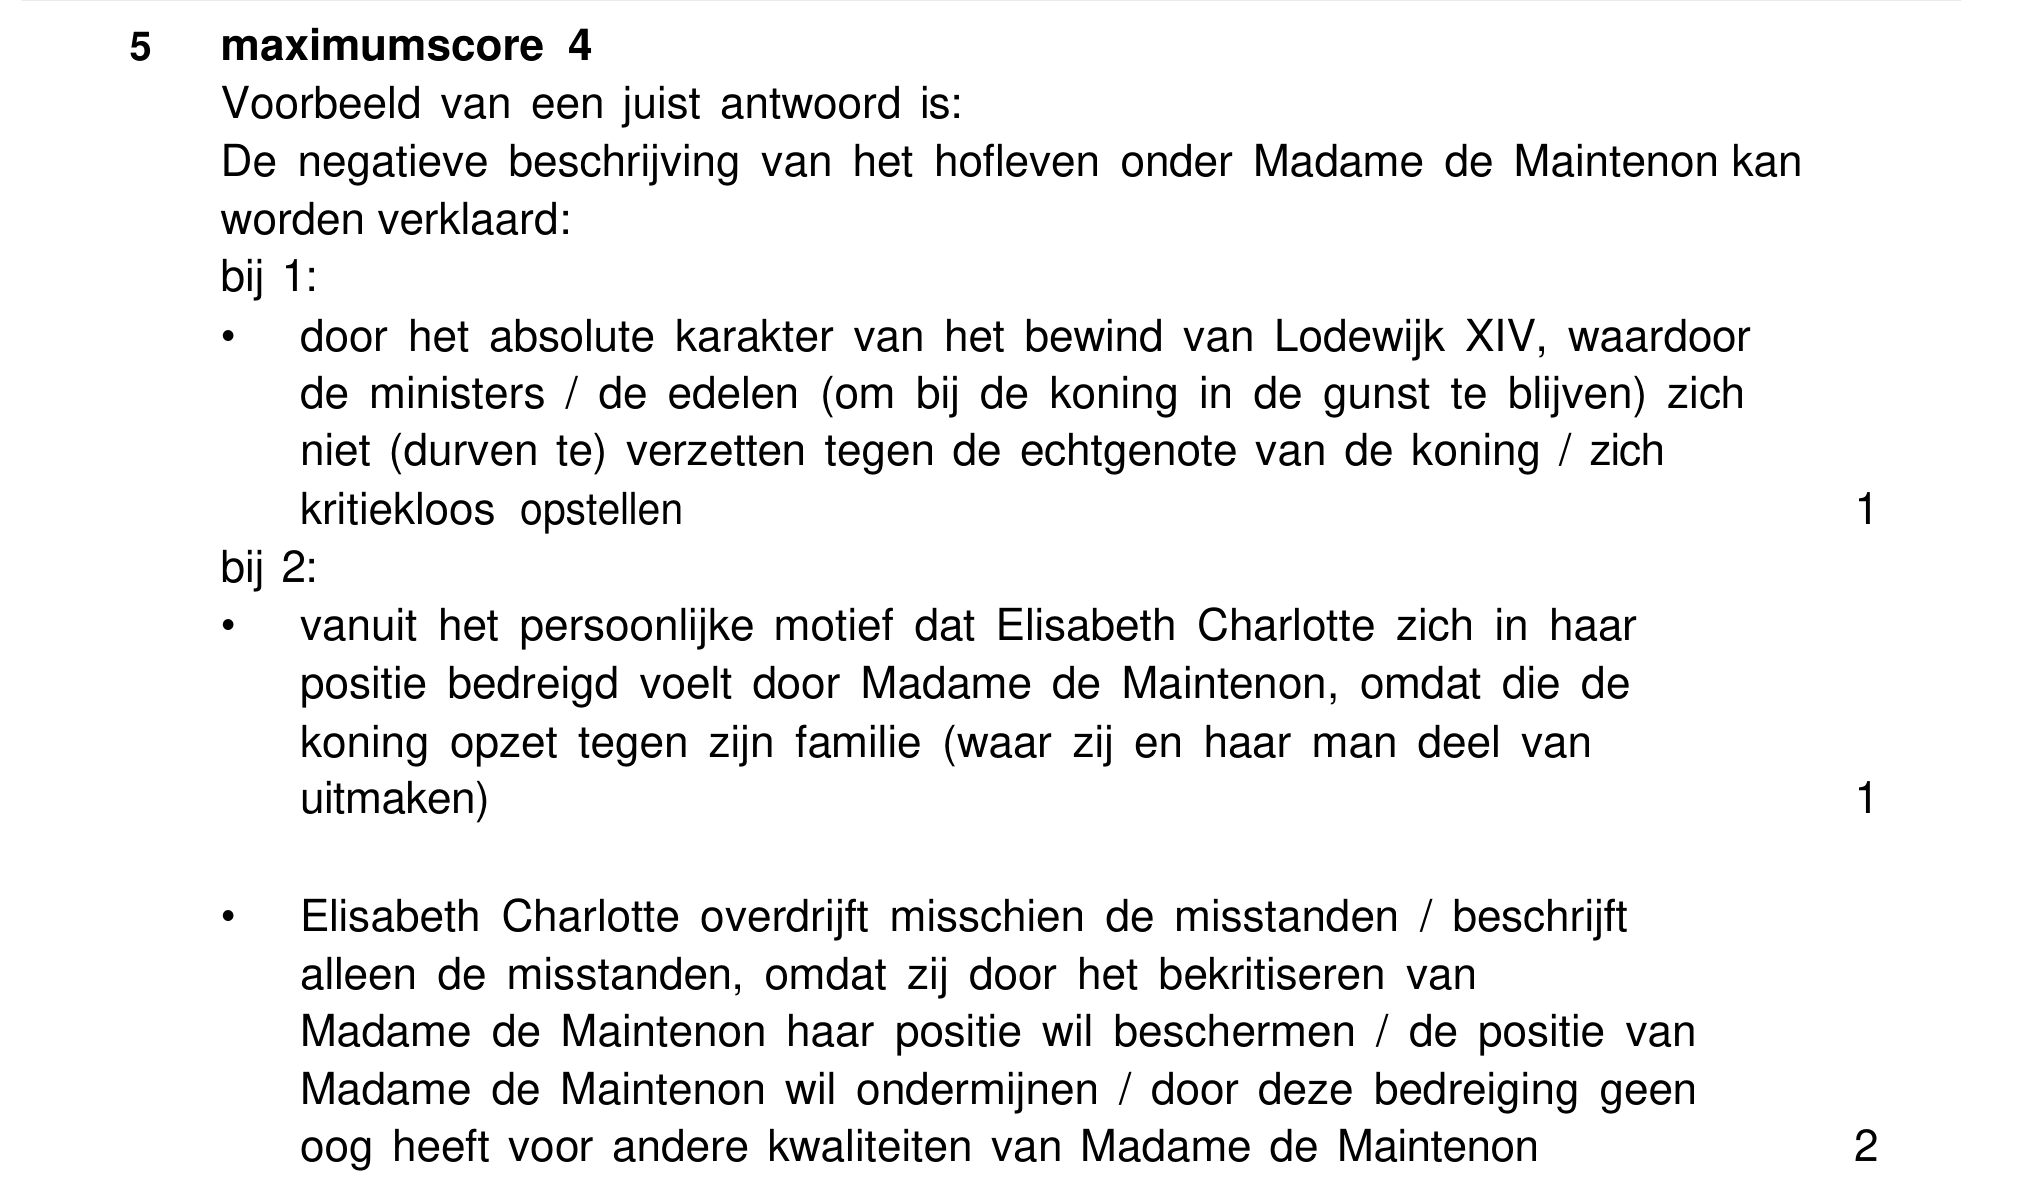 5 maximumscore 4
Voorbeeld van een juist antwoord is:
De negatieve beschrijving van het hofleven onder Madame de Maintenon kan
worden verklaard:
bij 1:
• door het absolute karakter van het bewind van Lodewijk XIV, waardoor
de ministers / de edelen (om bij de koning in de gunst te blijven) zich
niet (durven te) verzetten tegen de echtgenote van de koning / zich
kritiekloos opstellen 1
bij 2:
• vanuit het persoonlijke motief dat Elisabeth Charlotte zich in haar
positie bedreigd voelt door Madame de Maintenon, omdat die de
koning opzet tegen zijn familie (waar zij en haar man deel van
uitmaken) 1
• Elisabeth Charlotte overdrijft misschien de misstanden / beschrijft
alleen de misstanden, omdat zij door het bekritiseren van
Madame de Maintenon haar positie wil beschermen / de positie van
Madame de Maintenon wil ondermijnen / door deze bedreiging geen
oog heeft voor andere kwaliteiten van Madame de Maintenon 2